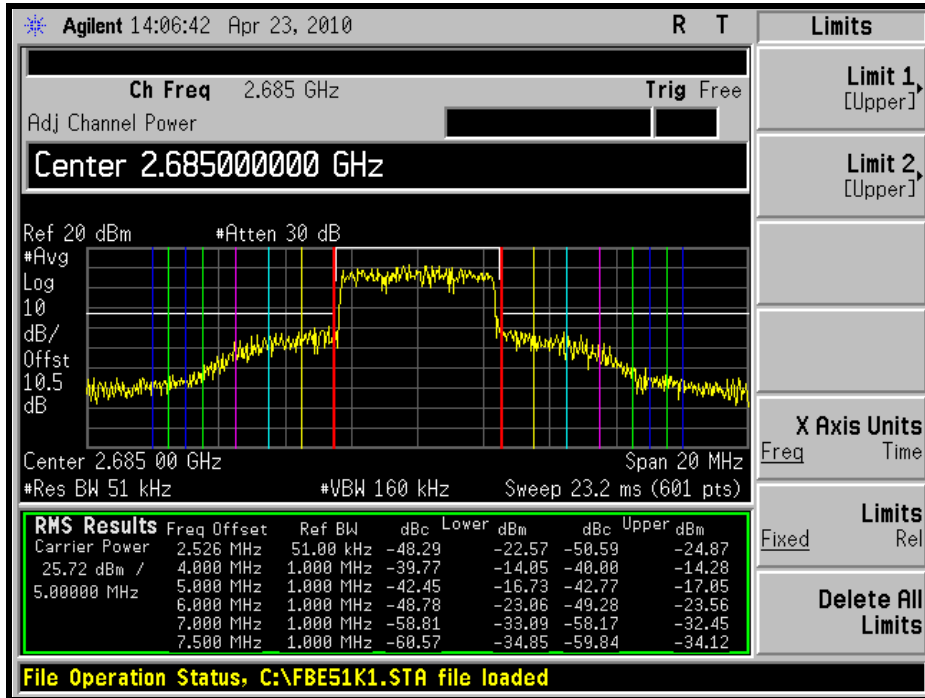 Agilent 14:06:42 Apr 23, 2010 R T
Limits
Ch Freq 2.685 GHz Trig Free
Adj Channel Power
Center 2.685000000 GHz
Ref 20 dBm #Atten 30 dB
#Avg
Log
10
dB/
Offst
10.5
dB
Center 2.685 00 GHz Span 20 MHz
#Res BW 51 kHz #VBW 160 kHz Sweep 23.2 ms (601 pts)
RMS Results Freq Offset Ref BW dBc Lower dBm dBc Upper dBm
Carrier Power 2.526 MHz 51.00 kHz -48.29 -22.57 -50.59 -24.87
25.72 dBm / 4.000 MHz 1.000 MHz -39.77 -14.05 -40.00 -14.28
5.00000 MHz 5.000 MHz 1.000 MHz -42.45 -16.73 -42.77 -17.05
6.000 MHz 1.000 MHz -48.78 -23.06 -49.28 -23.56
7.000 MHz 1.000 MHz -58.81 -33.09 -58.17 -32.45
7.500 MHz 1.000 MHz -60.57 -34.85 -59.84 -34.12
File Operation Status, C:\FBE51K1.STA file loaded
Limit 1
[Upper]
Limit 2
[Upper]
X Axis Units
Freq Time
Limits
Fixed Rel
Delete All
Limits